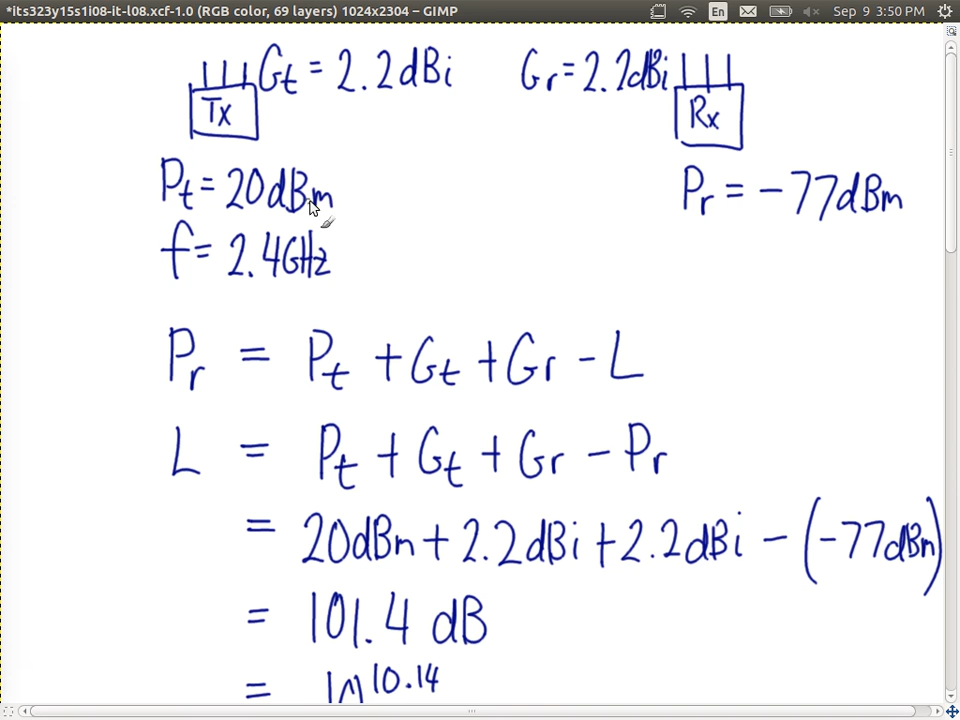 *its323y15s1i08-it-l08.xcf-1.0 (RGB color, 69 layers) 1024x2304 – GIMP En Sep 9 3:50 PM
Gt = 2.2dBi Gr = 2.2dBi
Tx Rx
Pt = 20dBm Pr = -77dBm
f = 2.4GHz
Pr = Pt + Gt + Gr - L
L = Pt + Gt + Gr - Pr
= 20dBm + 2.2dBi + 2.2dBi - (-77dBm)
= 101.4 dB
= 10^10.14